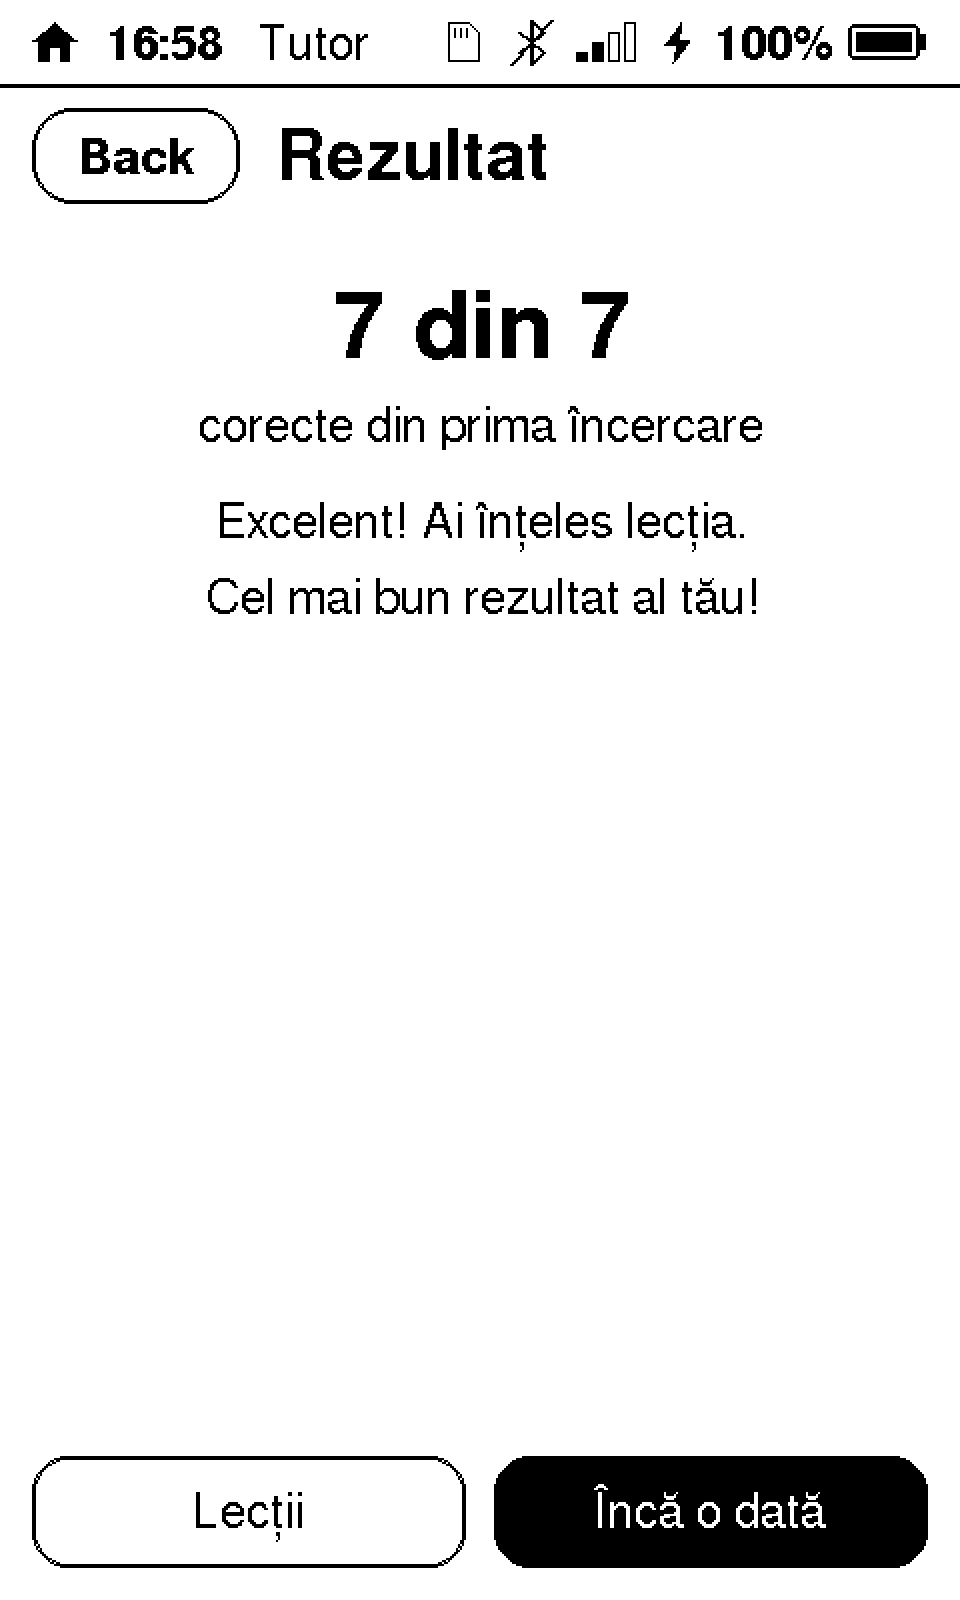 16:58 Tutor 100%
Back Rezultat
7 din 7
corecte din prima încercare
Excelent! Ai înțeles lecția.
Cel mai bun rezultat al tău!
Lecții Încă o dată